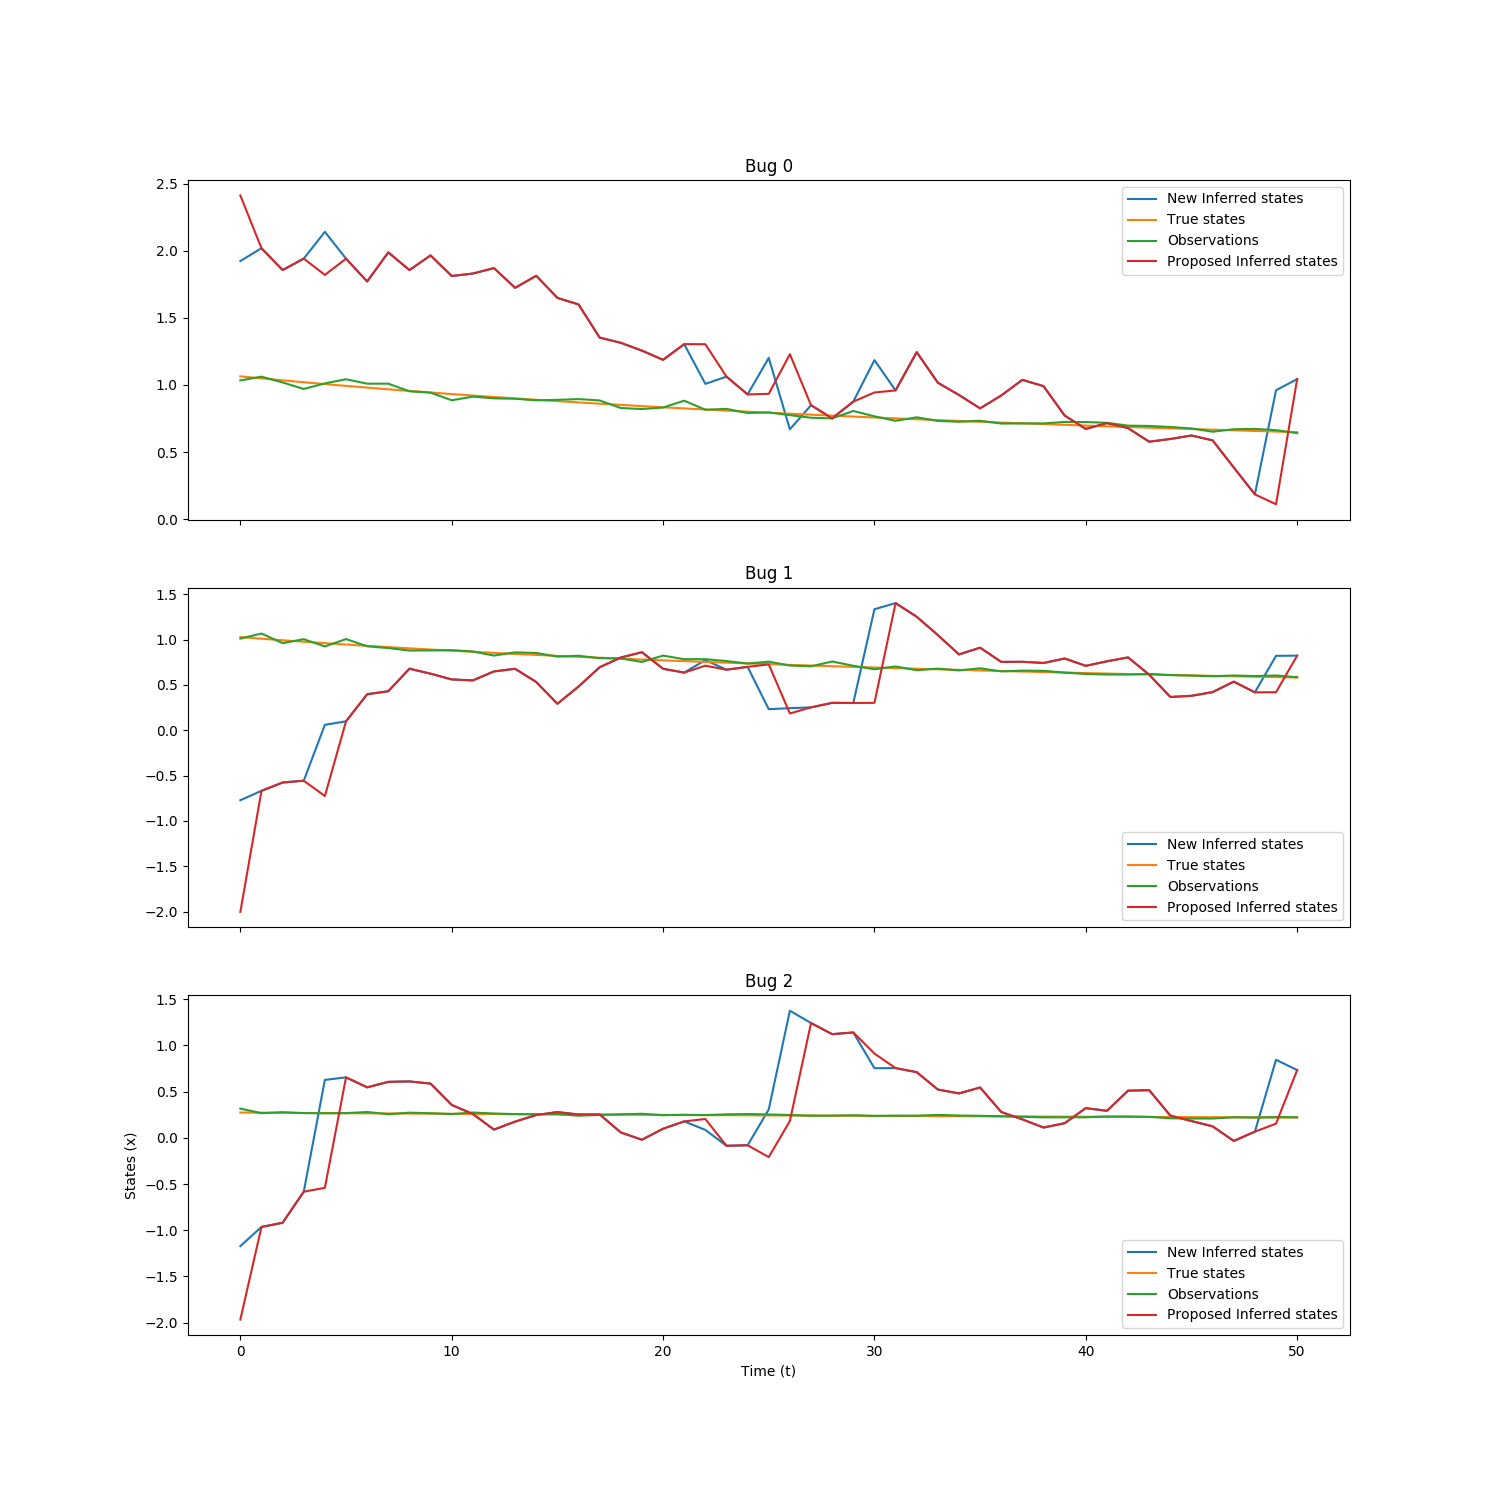 Bug 0
2.5
2.0
1.5
1.0
0.5
0.0
New Inferred states
True states
Observations
Proposed Inferred states
Bug 1
1.5
1.0
0.5
0.0
−0.5
−1.0
−1.5
−2.0
New Inferred states
True states
Observations
Proposed Inferred states
Bug 2
States (x)
1.5
1.0
0.5
0.0
−0.5
−1.0
−1.5
−2.0
New Inferred states
True states
Observations
Proposed Inferred states
0 10 20 30 40 50
Time (t)